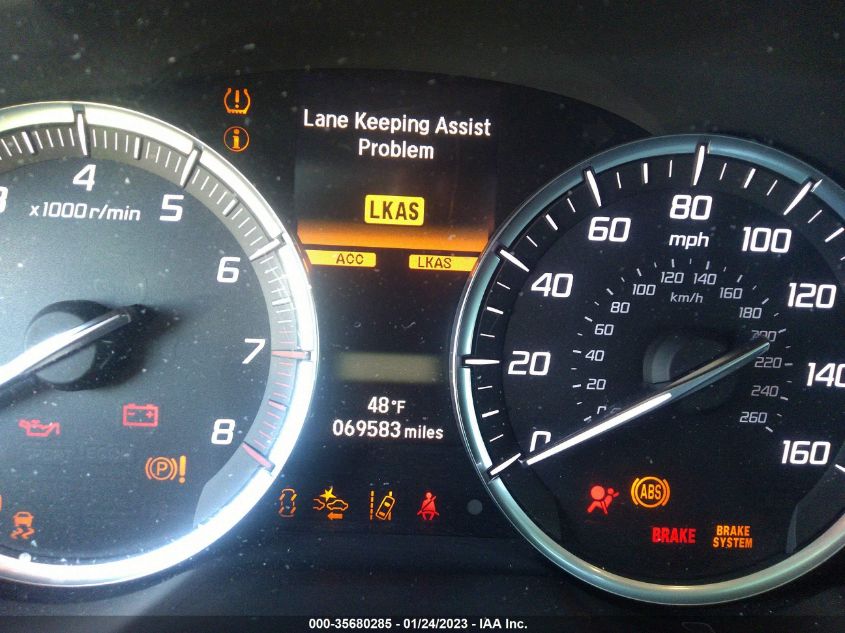 Lane Keeping Assist
Problem
LKAS
ACC
LKAS
4
5
6
7
8
x1000r/min
48°F
069583 miles
0
20
40
60
80
100
120
140
160
mph
20
40
60
80
100
120
140
160
180
200
220
240
260
km/h
P!
ABS
BRAKE
BRAKE
SYSTEM
000-35680285 - 01/24/2023 - IAA Inc.